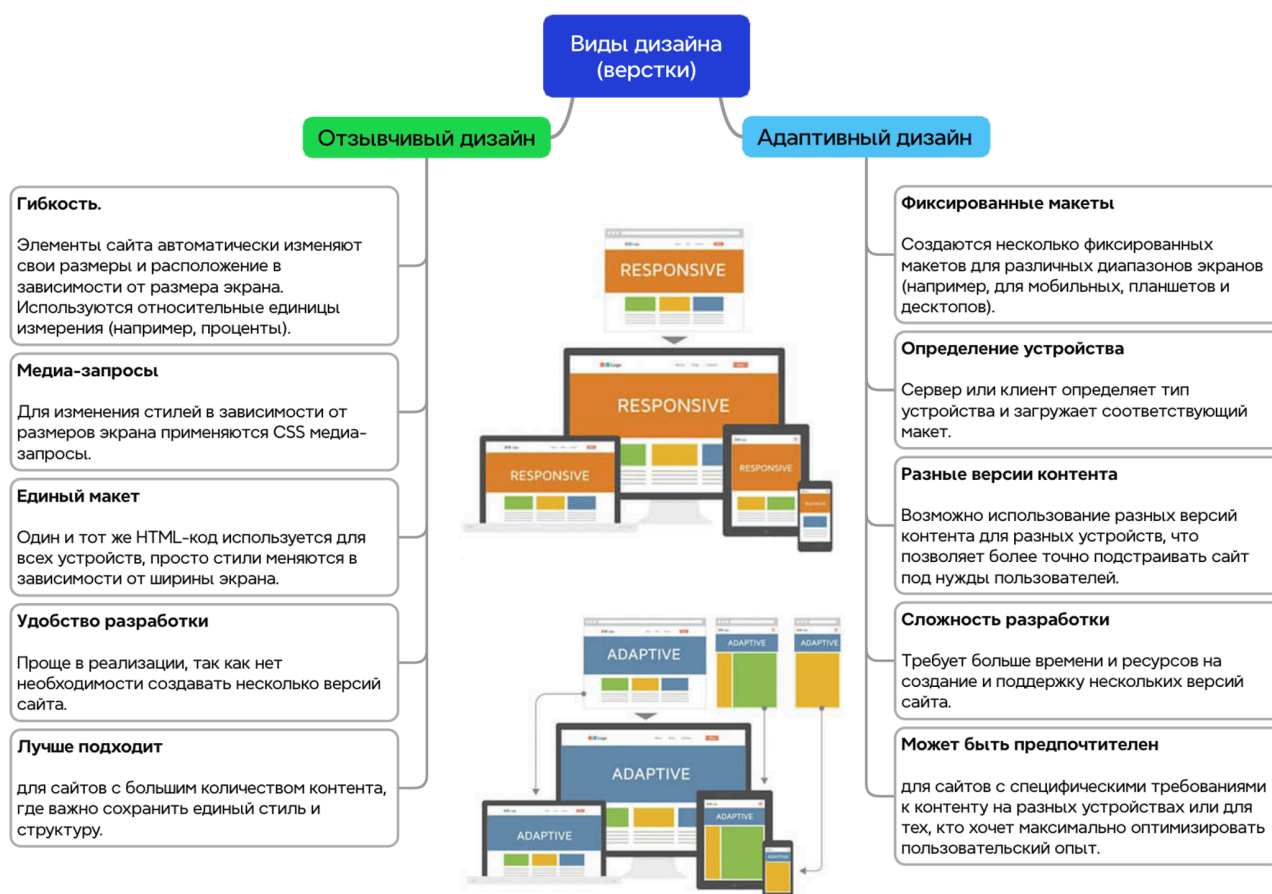 Виды дизайна
(верстки)
Отзывчивый дизайн
Гибкость.
Элементы сайта автоматически изменяют
свои размеры и расположение в
зависимости от размера экрана.
Используются относительные единицы
измерения (например, проценты).
Медиа-запросы
Для изменения стилей в зависимости от
размеров экрана применяются CSS медиа-
запросы.
Единый макет
Один и тот же HTML-код используется для
всех устройств, просто стили меняются в
зависимости от ширины экрана.
Удобство разработки
Проще в реализации, так как нет
необходимости создавать несколько версий
сайта.
Лучше подходит
для сайтов с большим количеством контента,
где важно сохранить единый стиль и
структуру.
RESPONSIVE
RESPONSIVE
RESPONSIVE
RESPONSIVE
RESPONSIVE
ADAPTIVE
ADAPTIVE
ADAPTIVE
ADAPTIVE
ADAPTIVE
ADAPTIVE
ADAPTIVE
Адаптивный дизайн
Фиксированные макеты
Создаются несколько фиксированных
макетов для различных диапазонов экранов
(например, для мобильных, планшетов и
десктопов).
Определение устройства
Сервер или клиент определяет тип
устройства и загружает соответствующий
макет.
Разные версии контента
Возможно использование разных версий
контента для разных устройств, что
позволяет более точно подстраивать сайт
под нужды пользователей.
Сложность разработки
Требует больше времени и ресурсов на
создание и поддержку нескольких версий
сайта.
Может быть предпочтителен
для сайтов с специфическими требованиями
к контенту на разных устройствах или для
тех, кто хочет максимально оптимизировать
пользовательский опыт.